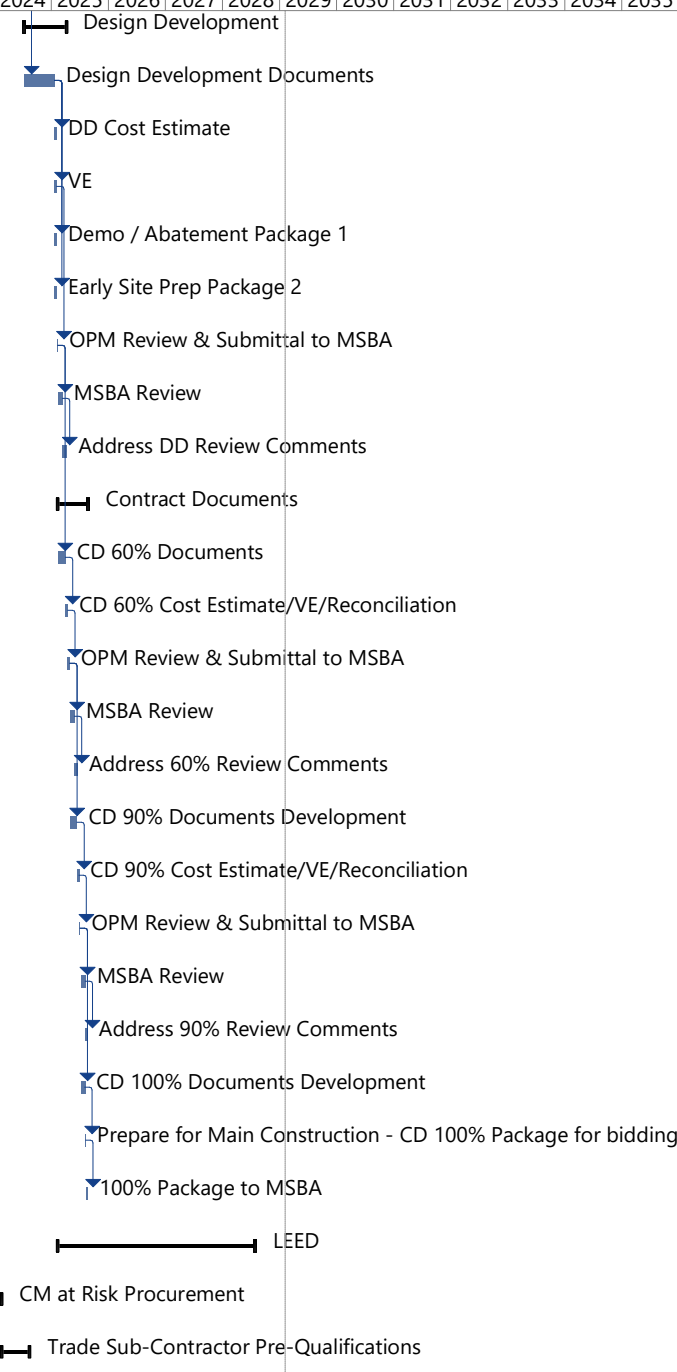 2024 2025 2026 2027 2028 2029 2030 2031 2032 2033 2034 2035
Design Development
Design Development Documents
DD Cost Estimate
VE
Demo / Abatement Package 1
Early Site Prep Package 2
OPM Review & Submittal to MSBA
MSBA Review
Address DD Review Comments
Contract Documents
CD 60% Documents
CD 60% Cost Estimate/VE/Reconciliation
OPM Review & Submittal to MSBA
MSBA Review
Address 60% Review Comments
CD 90% Documents Development
CD 90% Cost Estimate/VE/Reconciliation
OPM Review & Submittal to MSBA
MSBA Review
Address 90% Review Comments
CD 100% Documents Development
Prepare for Main Construction - CD 100% Package for bidding
100% Package to MSBA
LEED
CM at Risk Procurement
Trade Sub-Contractor Pre-Qualifications